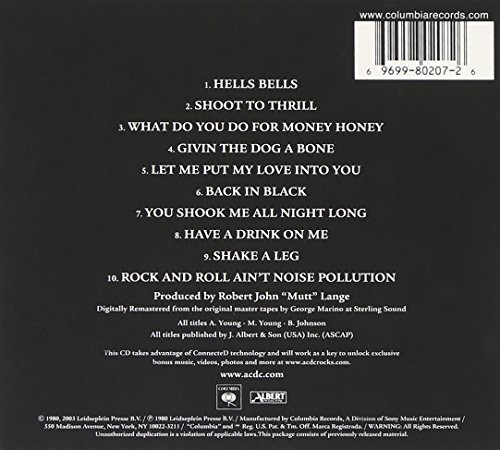 www.columbiarecords.com
6 9699-80207-2 6
1. HELLS BELLS
2. SHOOT TO THRILL
3. WHAT DO YOU DO FOR MONEY HONEY
4. GIVIN THE DOG A BONE
5. LET ME PUT MY LOVE INTO YOU
6. BACK IN BLACK
7. YOU SHOOK ME ALL NIGHT LONG
8. HAVE A DRINK ON ME
9. SHAKE A LEG
10. ROCK AND ROLL AIN'T NOISE POLLUTION
Produced by Robert John “Mutt” Lange
Digitally Remastered from the original master tapes by George Marino at Sterling Sound
All titles A. Young - M. Young - B. Johnson
All titles published by J. Albert & Son (USA) Inc. (ASCAP)
This CD takes advantage of ConnecteD technology and will work as a key to unlock exclusive
bonus music, videos, photos and more at www.acdcrocks.com.
www.acdc.com
COLUMBIA
ALBERT
© 1980, 2003 Leidseplein Presse B.V. / ℗ 1980 Leidseplein Presse B.V. / Manufactured by Columbia Records, A Division of Sony Music Entertainment /
550 Madison Avenue, New York, NY 10022-3211 / "Columbia" and Reg. U.S. Pat. & Tm. Off. Marca Registrada. / WARNING: All Rights Reserved.
Unauthorized duplication is a violation of applicable laws. This package consists of previously released material.